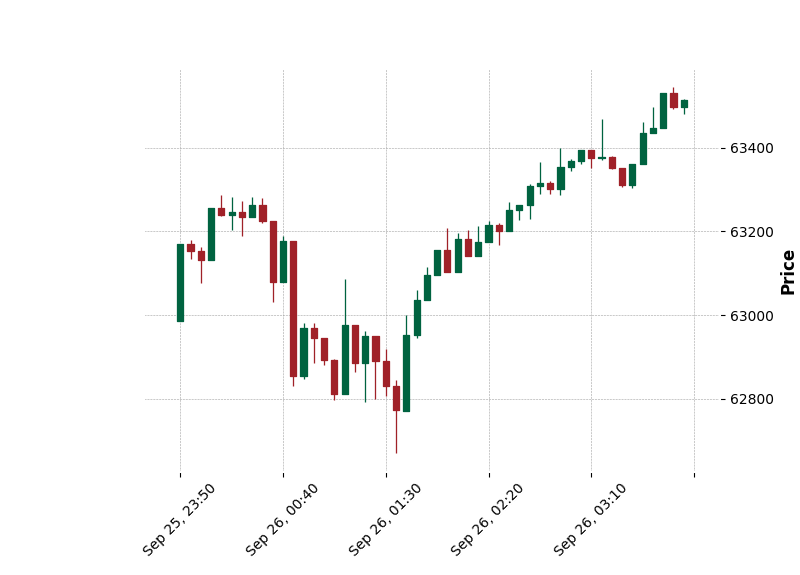 63400
63200
63000
62800
Price
Sep 25, 23:50
Sep 26, 00:40
Sep 26, 01:30
Sep 26, 02:20
Sep 26, 03:10